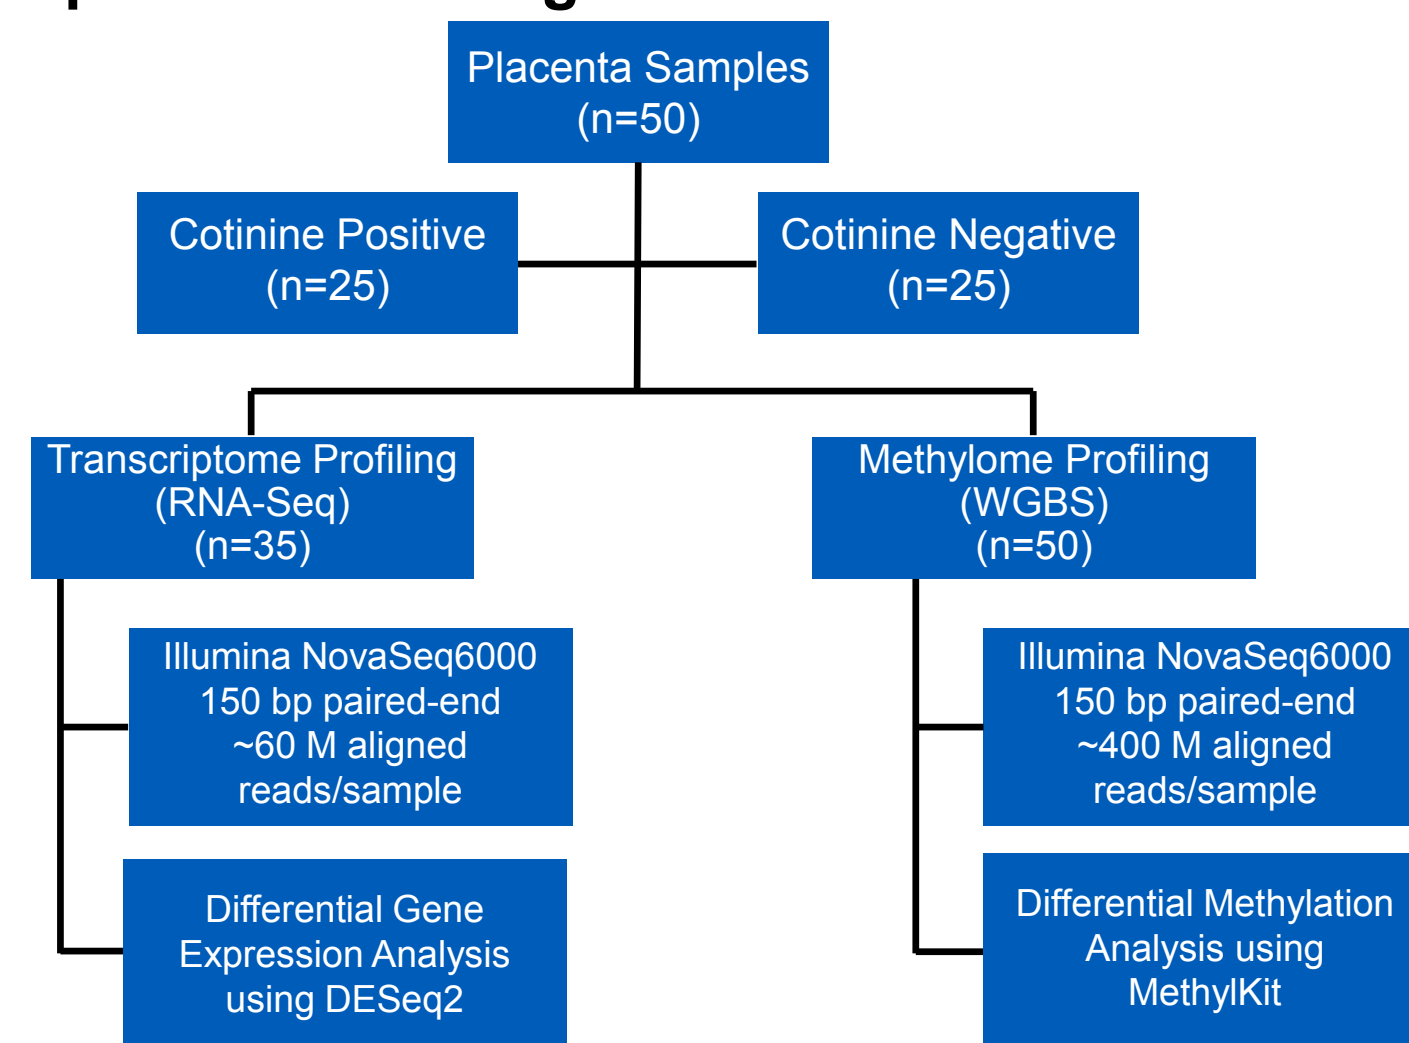 Placenta Samples
(n=50)
Cotinine Positive
(n=25)
Cotinine Negative
(n=25)
Transcriptome Profiling
(RNA-Seq)
(n=35)
Methylome Profiling
(WGBS)
(n=50)
Illumina NovaSeq6000
150 bp paired-end
~60 M aligned
reads/sample
Illumina NovaSeq6000
150 bp paired-end
~400 M aligned
reads/sample
Differential Gene
Expression Analysis
using DESeq2
Differential Methylation
Analysis using
MethylKit